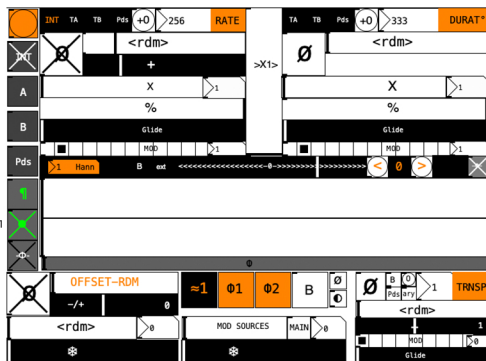 INT TA TB Pds +0 256 RATE
TA TB Pds +0 333 DURAT°
Ø <rdm>
Ø <rdm>
INT
+
>X1>
A
X 1
X 1
%
%
B
Glide
Glide
MOD 1
MOD 1
Pds
1 Hann B ext <<<<<<<<<<<<<<<<<<-0->>>>>>>>>>>>>>>>>> < 0 >
¶
-Φ-
Φ
Ø OFFSET-RDM
≈1 Φ1 Φ2 B Ø
Ø B O Pds ary 1 TRNSP
-/+ 0
<rdm>
<rdm> 0
MOD SOURCES MAIN 0
1
MOD 0
Glide